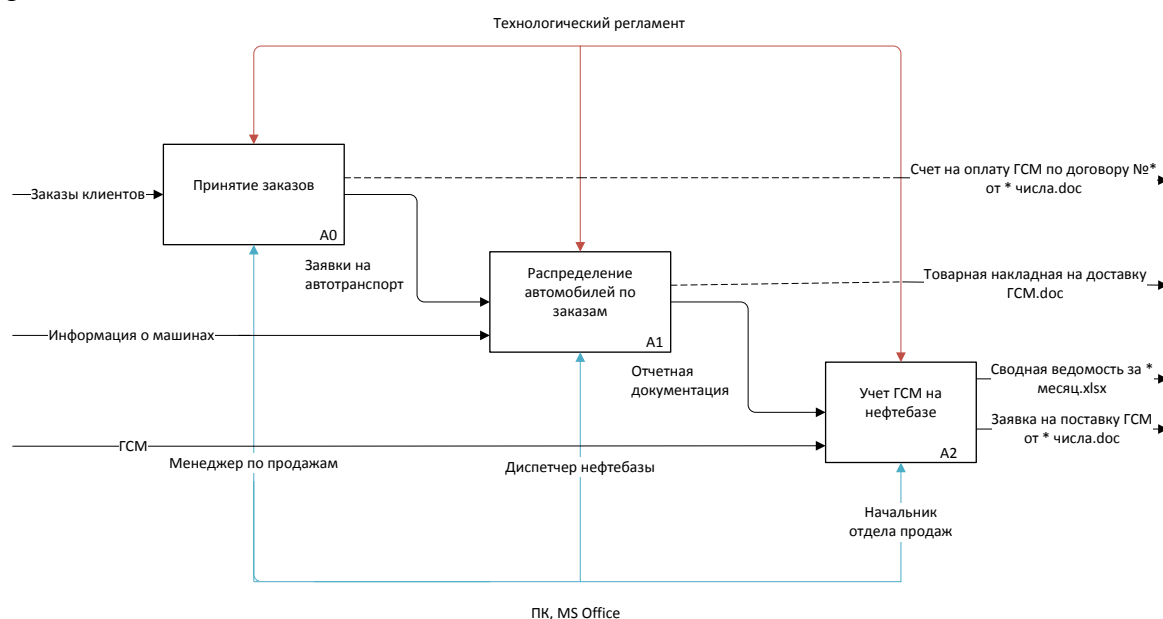 Технологический регламент
Принятие заказов
A0
Заказы клиентов
Счет на оплату ГСМ по договору №*
от * числа.doc
Заявки на
автотранспорт
Распределение
автомобилей по
заказам
A1
Товарная накладная на доставку
ГСМ.doc
Информация о машинах
Отчетная
документация
Учет ГСМ на
нефтебазе
A2
Сводная ведомость за *
месяц.xlsx
Заявка на поставку ГСМ
от * числа.doc
ГСМ
Менеджер по продажам
Диспетчер нефтебазы
Начальник
отдела продаж
ПК, MS Office